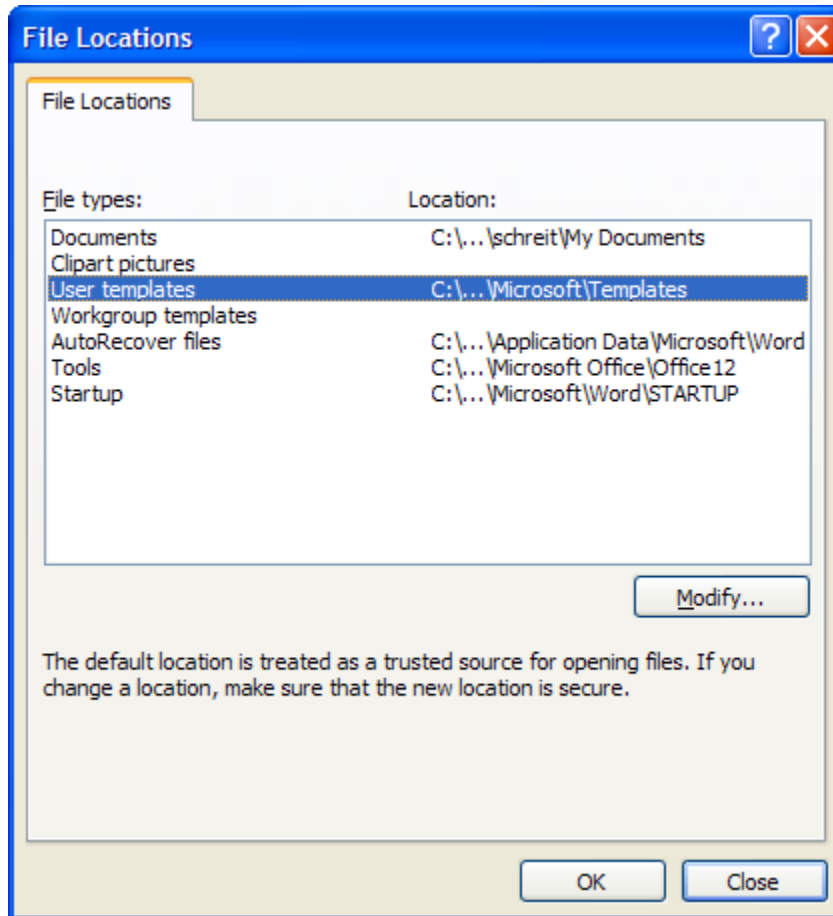 File Locations
File Locations
File types: Location:
Documents C:\...\schreit\My Documents
Clipart pictures
User templates C:\...\Microsoft\Templates
Workgroup templates
AutoRecover files C:\...\Application Data\Microsoft\Word
Tools C:\...\Microsoft Office\Office12
Startup C:\...\Microsoft\Word\STARTUP
Modify...
The default location is treated as a trusted source for opening files. If you
change a location, make sure that the new location is secure.
OK Close